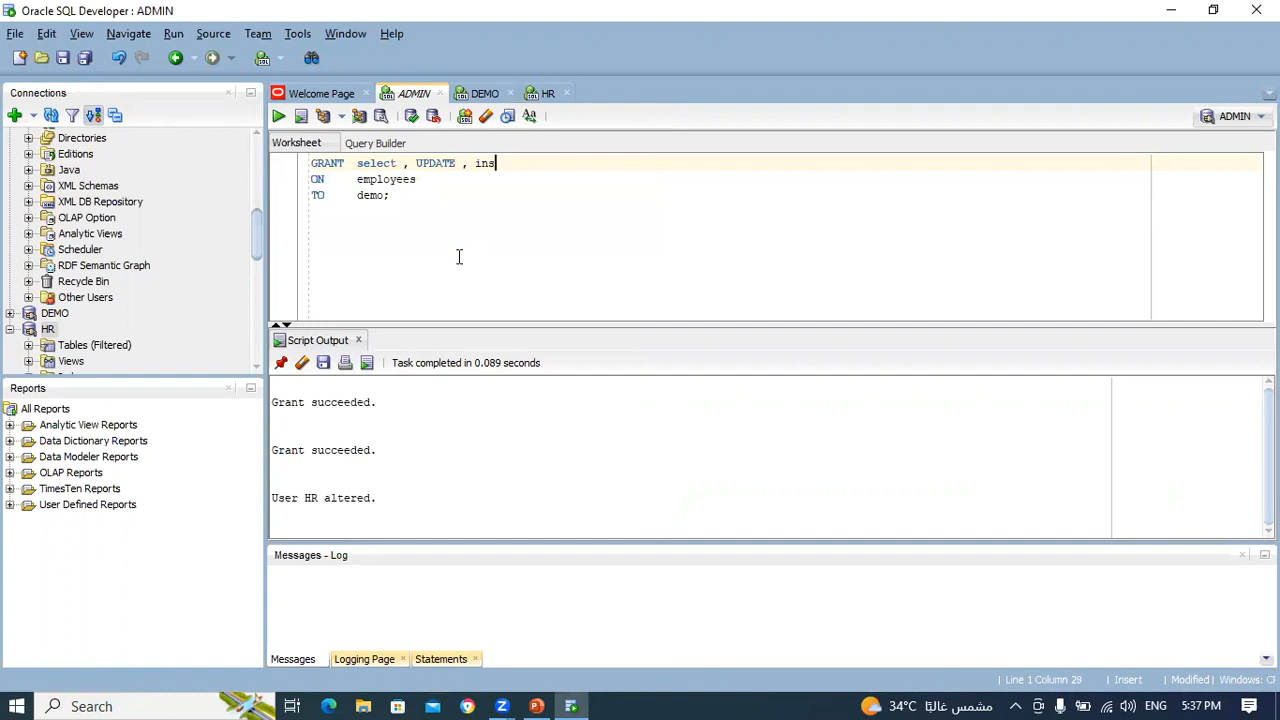 Oracle SQL Developer: ADMIN
File Edit View Navigate Run Source Team Tools Window Help
Connections
Welcome Page ADMIN DEMO HR
ADMIN
Directories
Editions
Java
XML Schemas
XML DB Repository
OLAP Option
Analytic Views
Scheduler
RDF Semantic Graph
Recycle Bin
Other Users
DEMO
HR
Tables (Filtered)
Views
Worksheet Query Builder
GRANT select , UPDATE , ins
ON employees
TO demo;
Reports
All Reports
Analytic View Reports
Data Dictionary Reports
Data Modeler Reports
OLAP Reports
TimesTen Reports
User Defined Reports
Script Output
Task completed in 0.089 seconds
Grant succeeded.
Grant succeeded.
User HR altered.
Messages - Log
Messages Logging Page Statements
Line 1 Column 29 Insert Modified Windows: CF
Search 34°C مشمس غالبًا ENG 5:37 PM